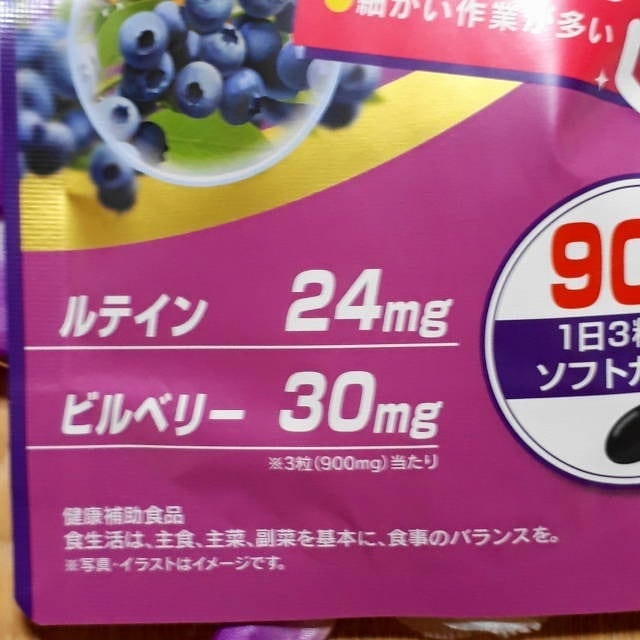 細かい作業が多い
ルテイン 24mg
ビルベリー 30mg
※3粒(900mg)当たり
90
1日3粒
ソフトカ
健康補助食品
食生活は、主食、主菜、副菜を基本に、食事のバランスを。
※写真・イラストはイメージです。